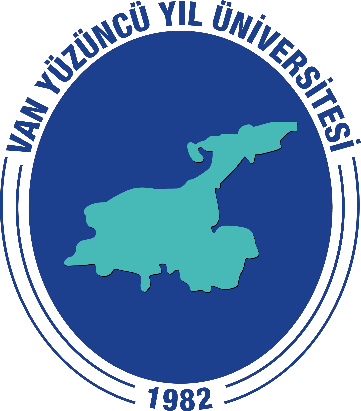 VAN YÜZÜNCÜ YIL ÜNİVERSİTESİ
1982